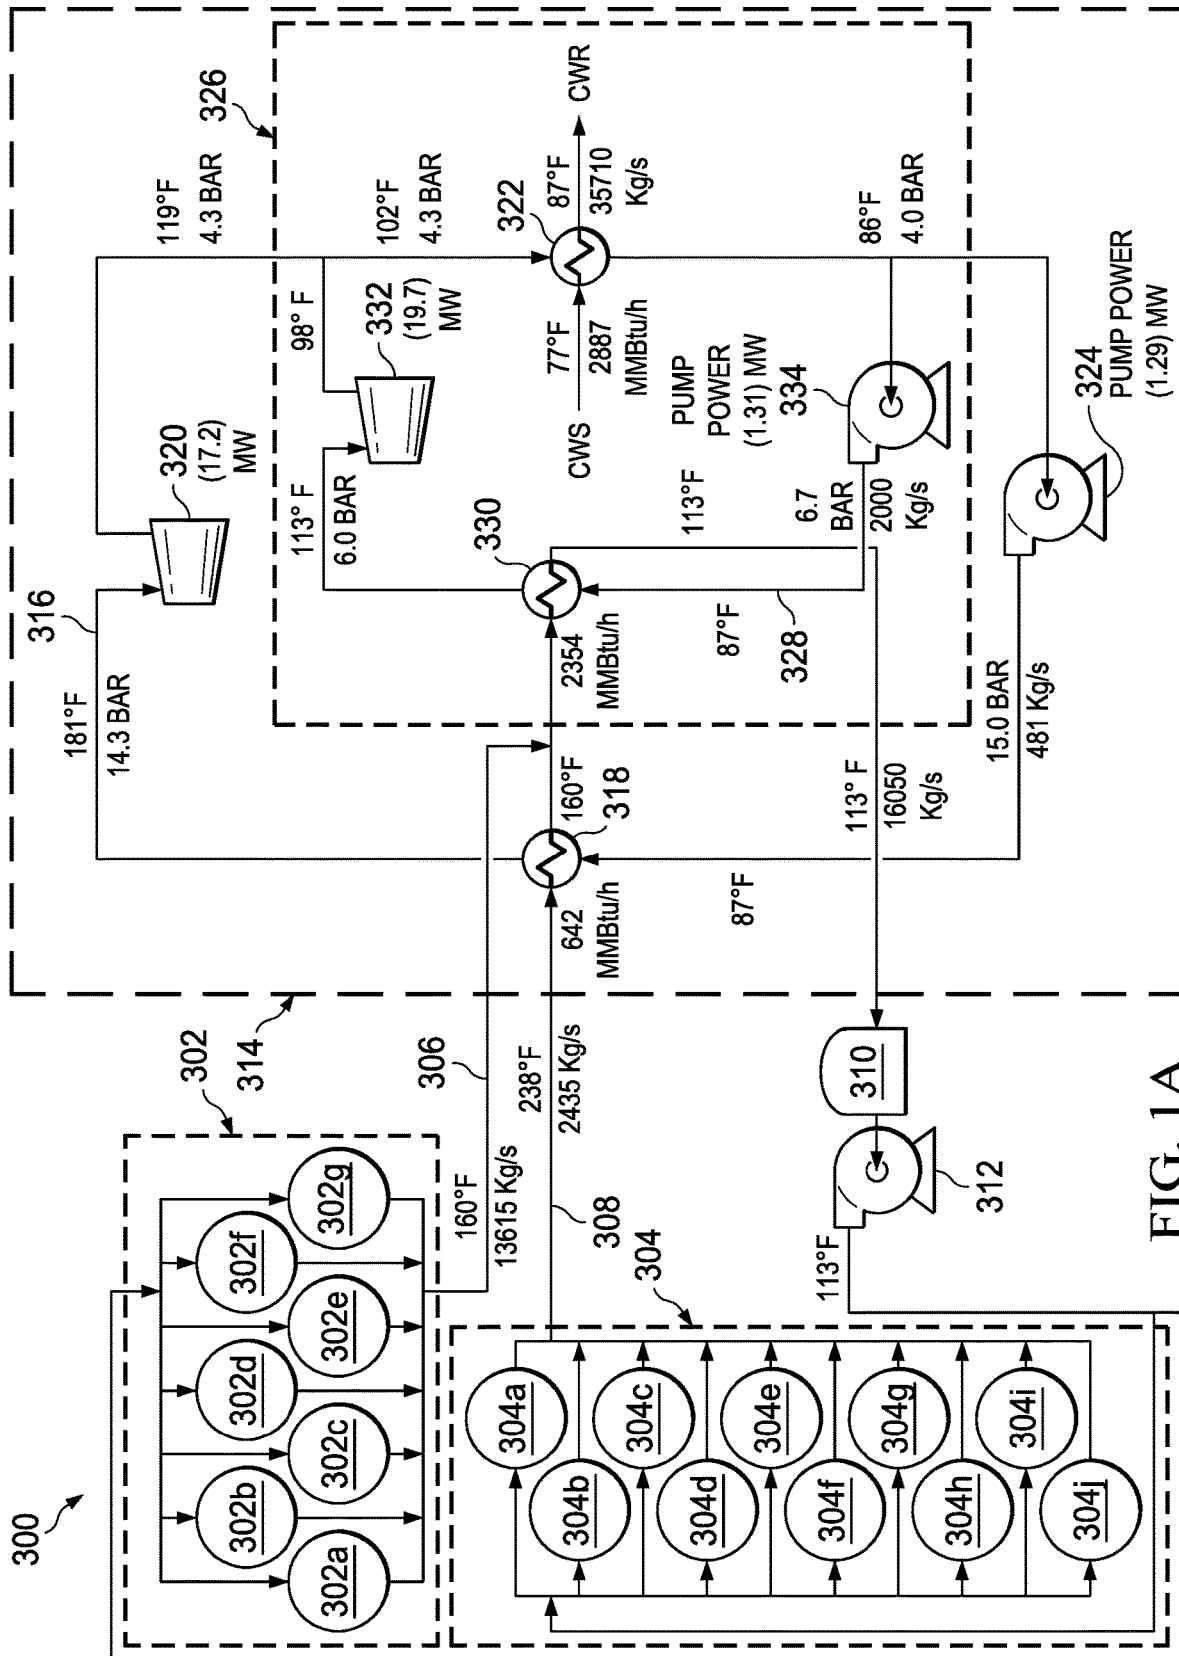 300
302
302a
302b
302c
302d
302e
302f
302g
160°F
13615 Kg/s
306
304
304a
304b
304c
304d
304e
304f
304g
304h
304i
304j
308
238°F
2435 Kg/s
113°F
312
310
314
316
181°F
14.3 BAR
320
(17.2)
MW
119°F
4.3 BAR
326
642
MMBtu/h
318
160°F
87°F
15.0 BAR
481 Kg/s
324
PUMP POWER
(1.29) MW
113° F
16050
Kg/s
2354
MMBtu/h
330
113° F
6.0 BAR
332
(19.7)
MW
98° F
102°F
4.3 BAR
322
CWS
77°F
2887
MMBtu/h
87°F
35710
Kg/s
CWR
86°F
4.0 BAR
PUMP
POWER
(1.31) MW
334
113°F
6.7
BAR
2000
Kg/s
87°F
328
FIG. 1A